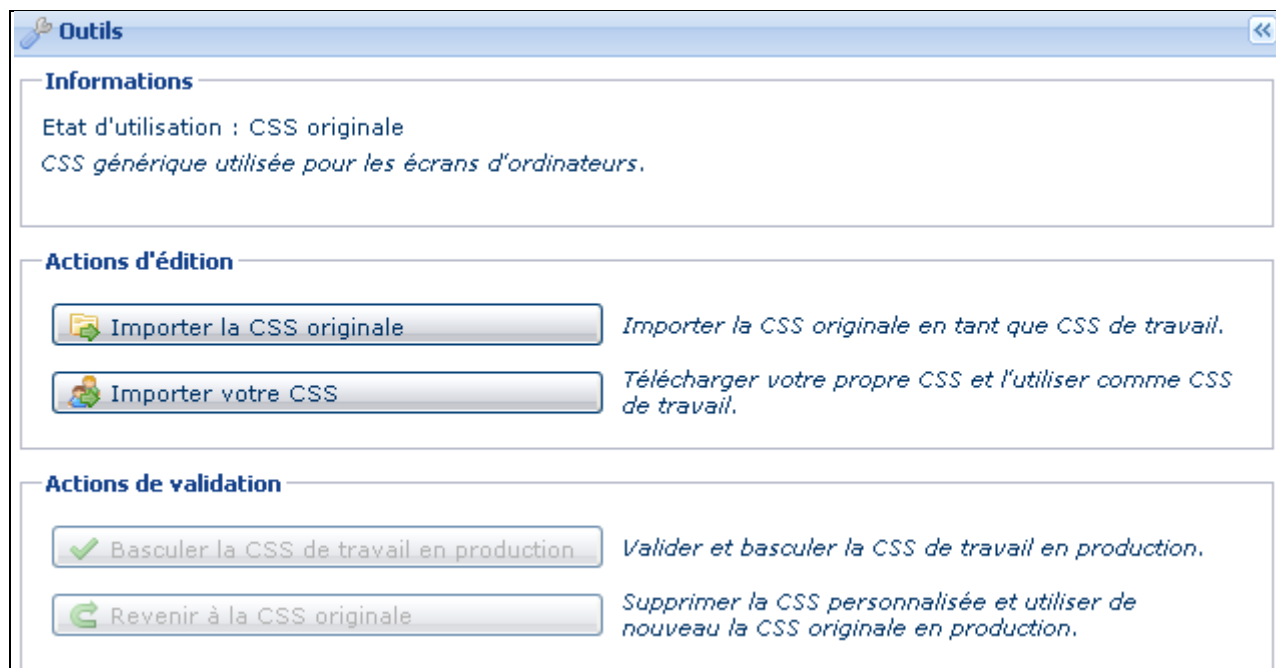 Outils
Informations
Etat d'utilisation : CSS originale
CSS générique utilisée pour les écrans d'ordinateurs.
Actions d'édition
Importer la CSS originale
Importer la CSS originale en tant que CSS de travail.
Importer votre CSS
Télécharger votre propre CSS et l'utiliser comme CSS
de travail.
Actions de validation
Basculer la CSS de travail en production
Valider et basculer la CSS de travail en production.
Revenir à la CSS originale
Supprimer la CSS personnalisée et utiliser de
nouveau la CSS originale en production.